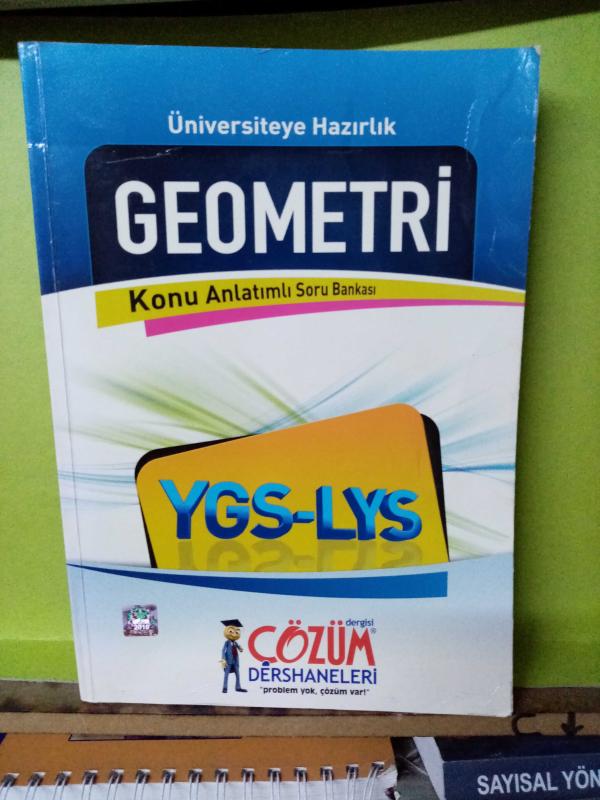 Üniversiteye Hazırlık
GEOMETRİ
Konu Anlatımlı Soru Bankası
YGS-LYS
dergisi
ÇÖZÜM®
DERSHANELERİ
"problem yok, çözüm var!"
SAYISAL YÖN